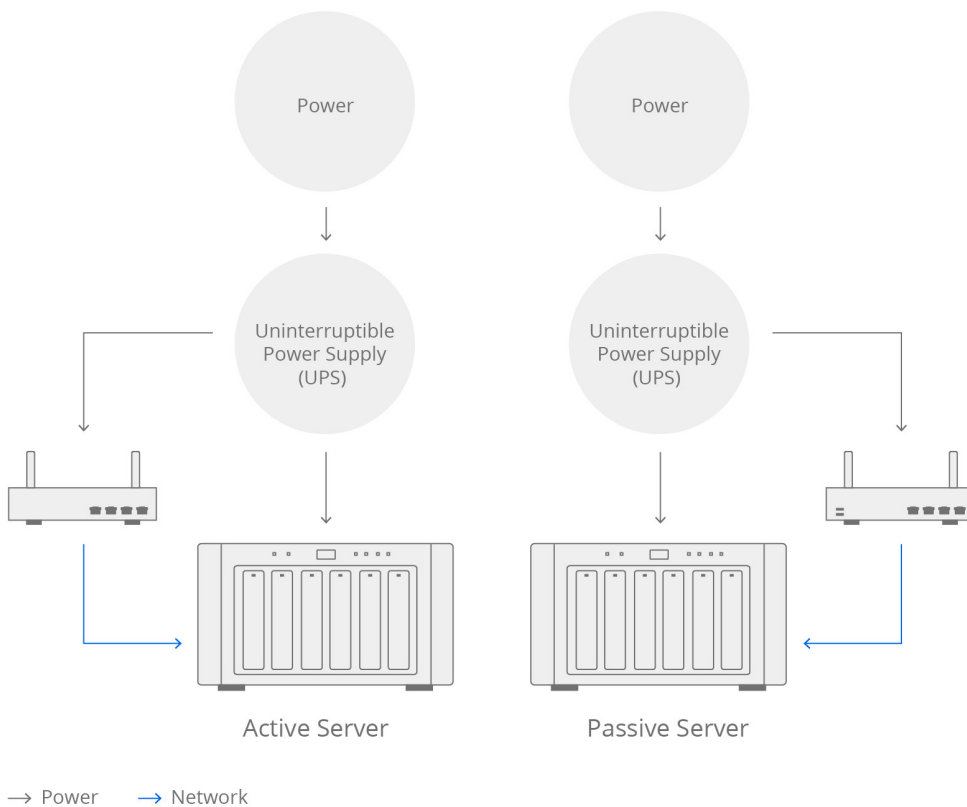 Power
Power
Uninterruptible
Power Supply
(UPS)
Uninterruptible
Power Supply
(UPS)
Active Server
Passive Server
Power
Network